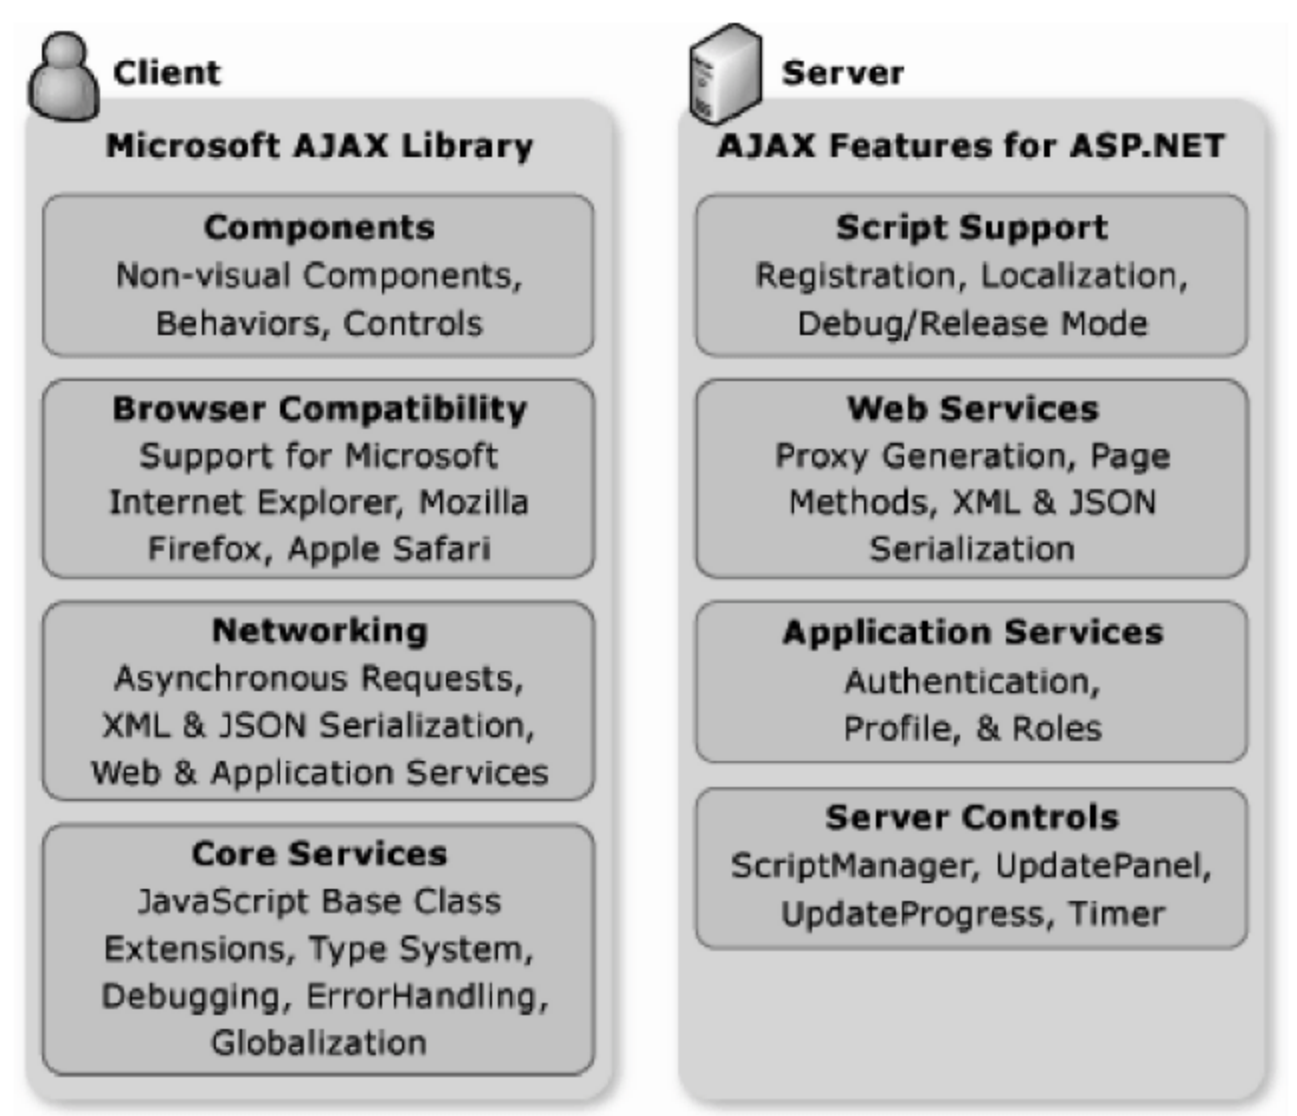 Client
Microsoft AJAX Library
Components
Non-visual Components,
Behaviors, Controls
Browser Compatibility
Support for Microsoft
Internet Explorer, Mozilla
Firefox, Apple Safari
Networking
Asynchronous Requests,
XML & JSON Serialization,
Web & Application Services
Core Services
JavaScript Base Class
Extensions, Type System,
Debugging, ErrorHandling,
Globalization
Server
AJAX Features for ASP.NET
Script Support
Registration, Localization,
Debug/Release Mode
Web Services
Proxy Generation, Page
Methods, XML & JSON
Serialization
Application Services
Authentication,
Profile, & Roles
Server Controls
ScriptManager, UpdatePanel,
UpdateProgress, Timer